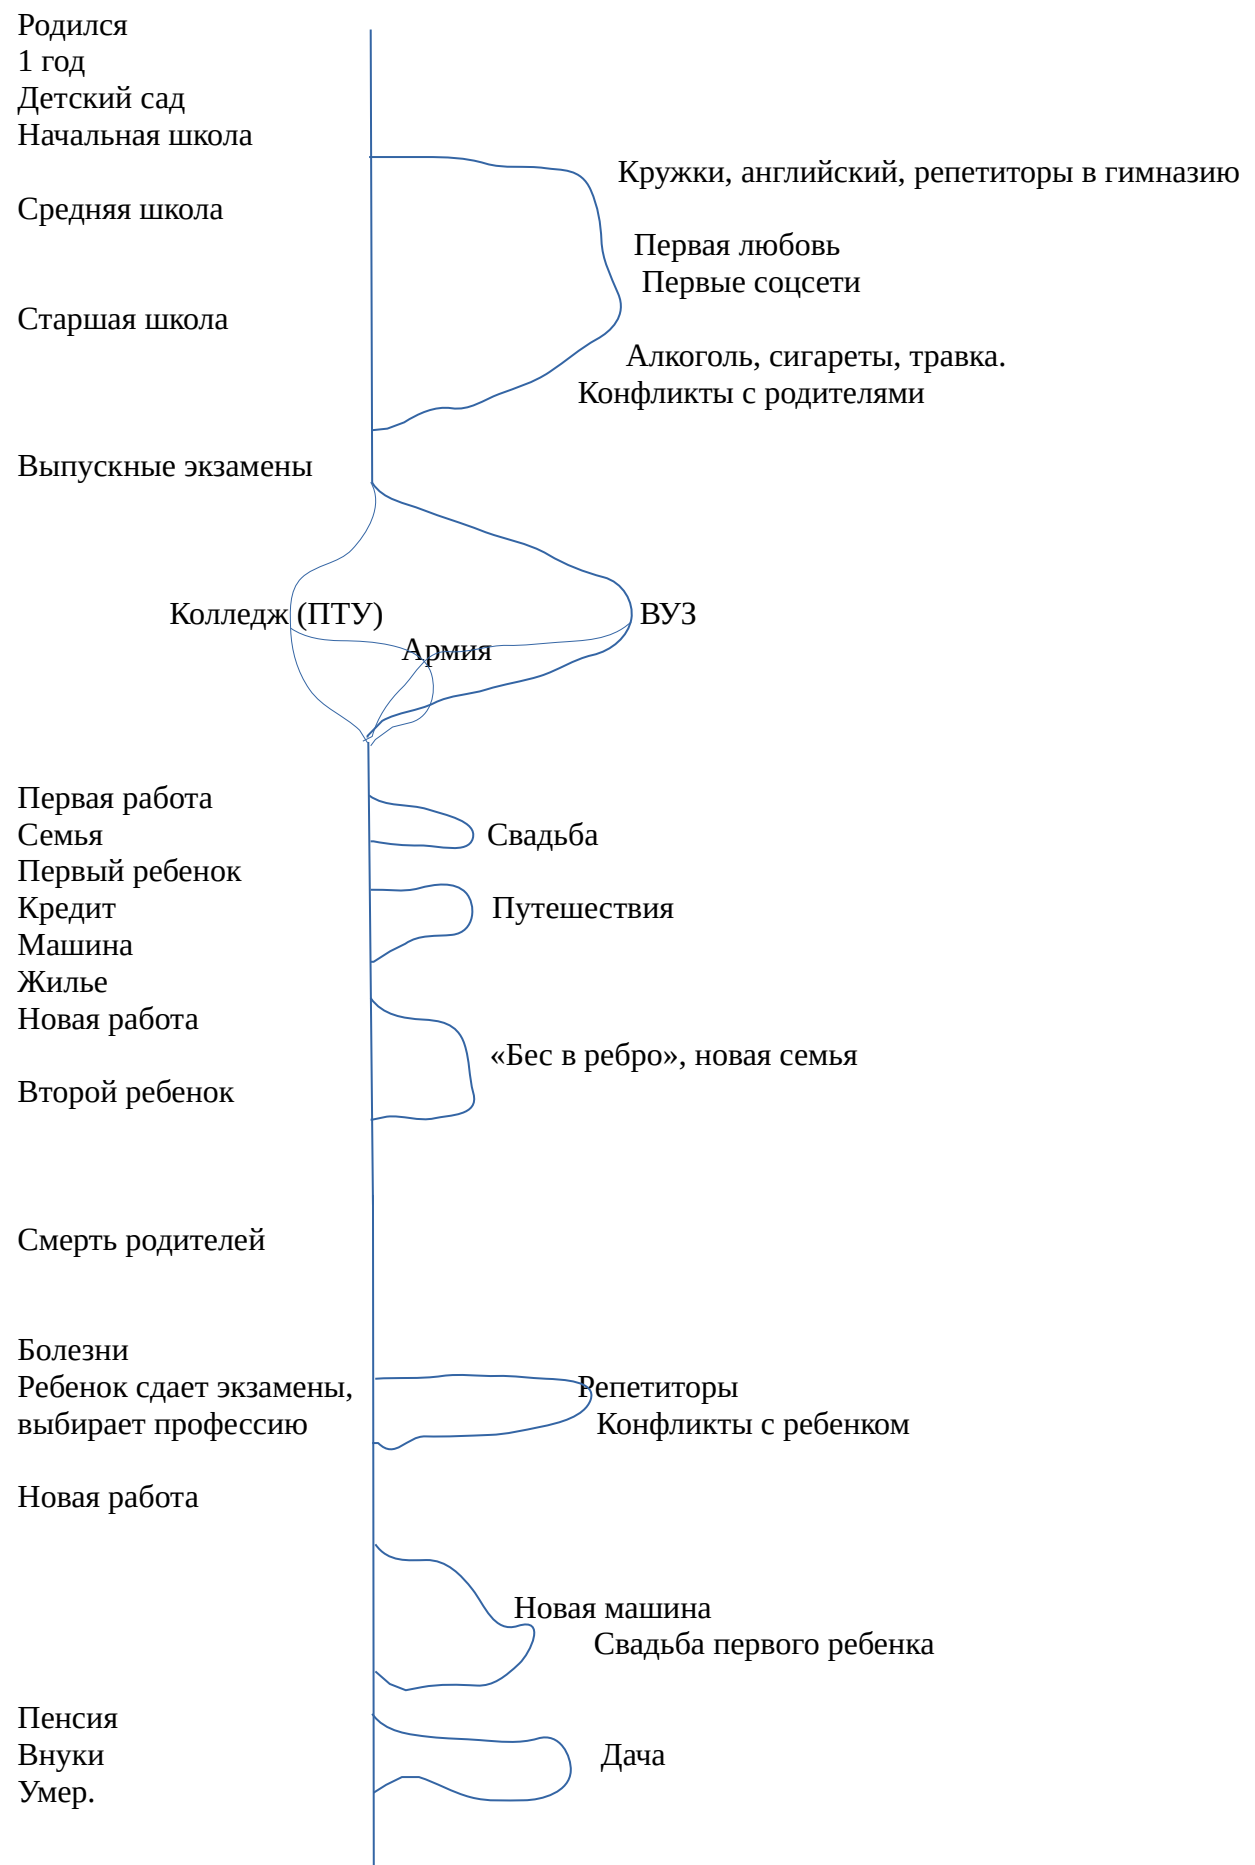 Родился
1 год
Детский сад
Начальная школа
Кружки, английский, репетиторы в гимназию
Средняя школа
Первая любовь
Первые соцсети
Старшая школа
Алкоголь, сигареты, травка.
Конфликты с родителями
Выпускные экзамены
Колледж (ПТУ) ВУЗ
Армия
Первая работа
Семья Свадьба
Первый ребенок
Кредит Путешествия
Машина
Жилье
Новая работа
«Бес в ребро», новая семья
Второй ребенок
Смерть родителей
Болезни
Ребенок сдает экзамены, Репетиторы
выбирает профессию Конфликты с ребенком
Новая работа
Новая машина
Свадьба первого ребенка
Пенсия
Внуки Дача
Умер.